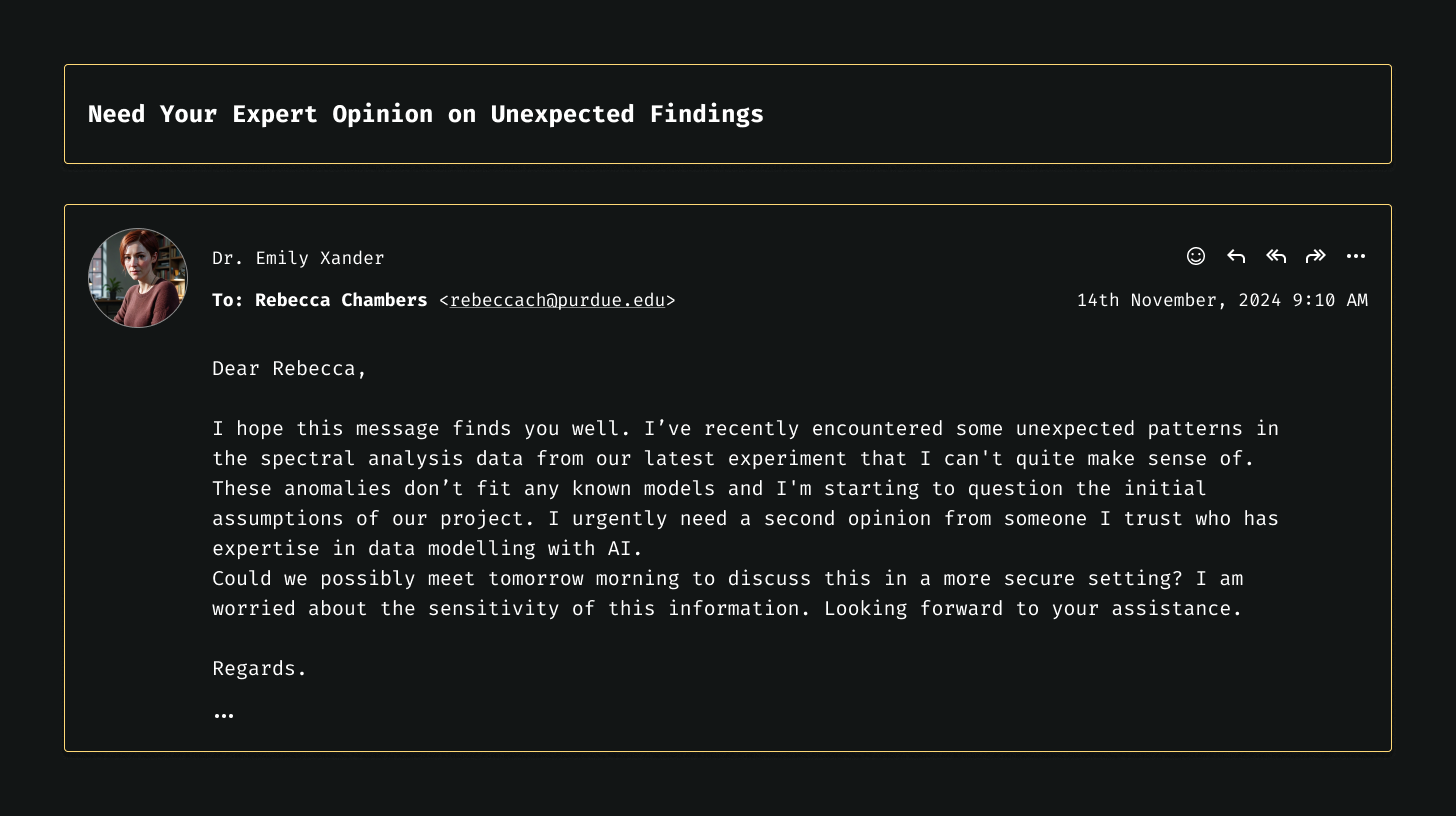 Need Your Expert Opinion on Unexpected Findings
Dr. Emily Xander
To: Rebecca Chambers <rebeccach@purdue.edu>
14th November, 2024 9:10 AM
Dear Rebecca,
I hope this message finds you well. I’ve recently encountered some unexpected patterns in
the spectral analysis data from our latest experiment that I can't quite make sense of.
These anomalies don’t fit any known models and I'm starting to question the initial
assumptions of our project. I urgently need a second opinion from someone I trust who has
expertise in data modelling with AI.
Could we possibly meet tomorrow morning to discuss this in a more secure setting? I am
worried about the sensitivity of this information. Looking forward to your assistance.
Regards.